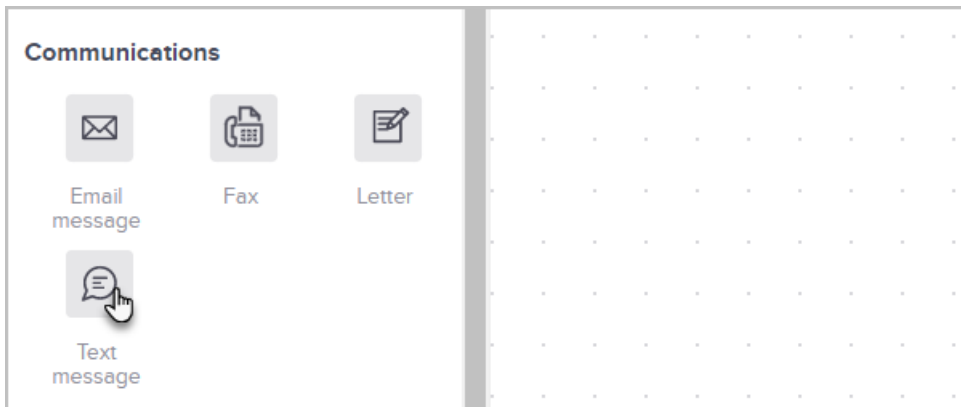 Communications
Email
message
Fax
Letter
Text
message